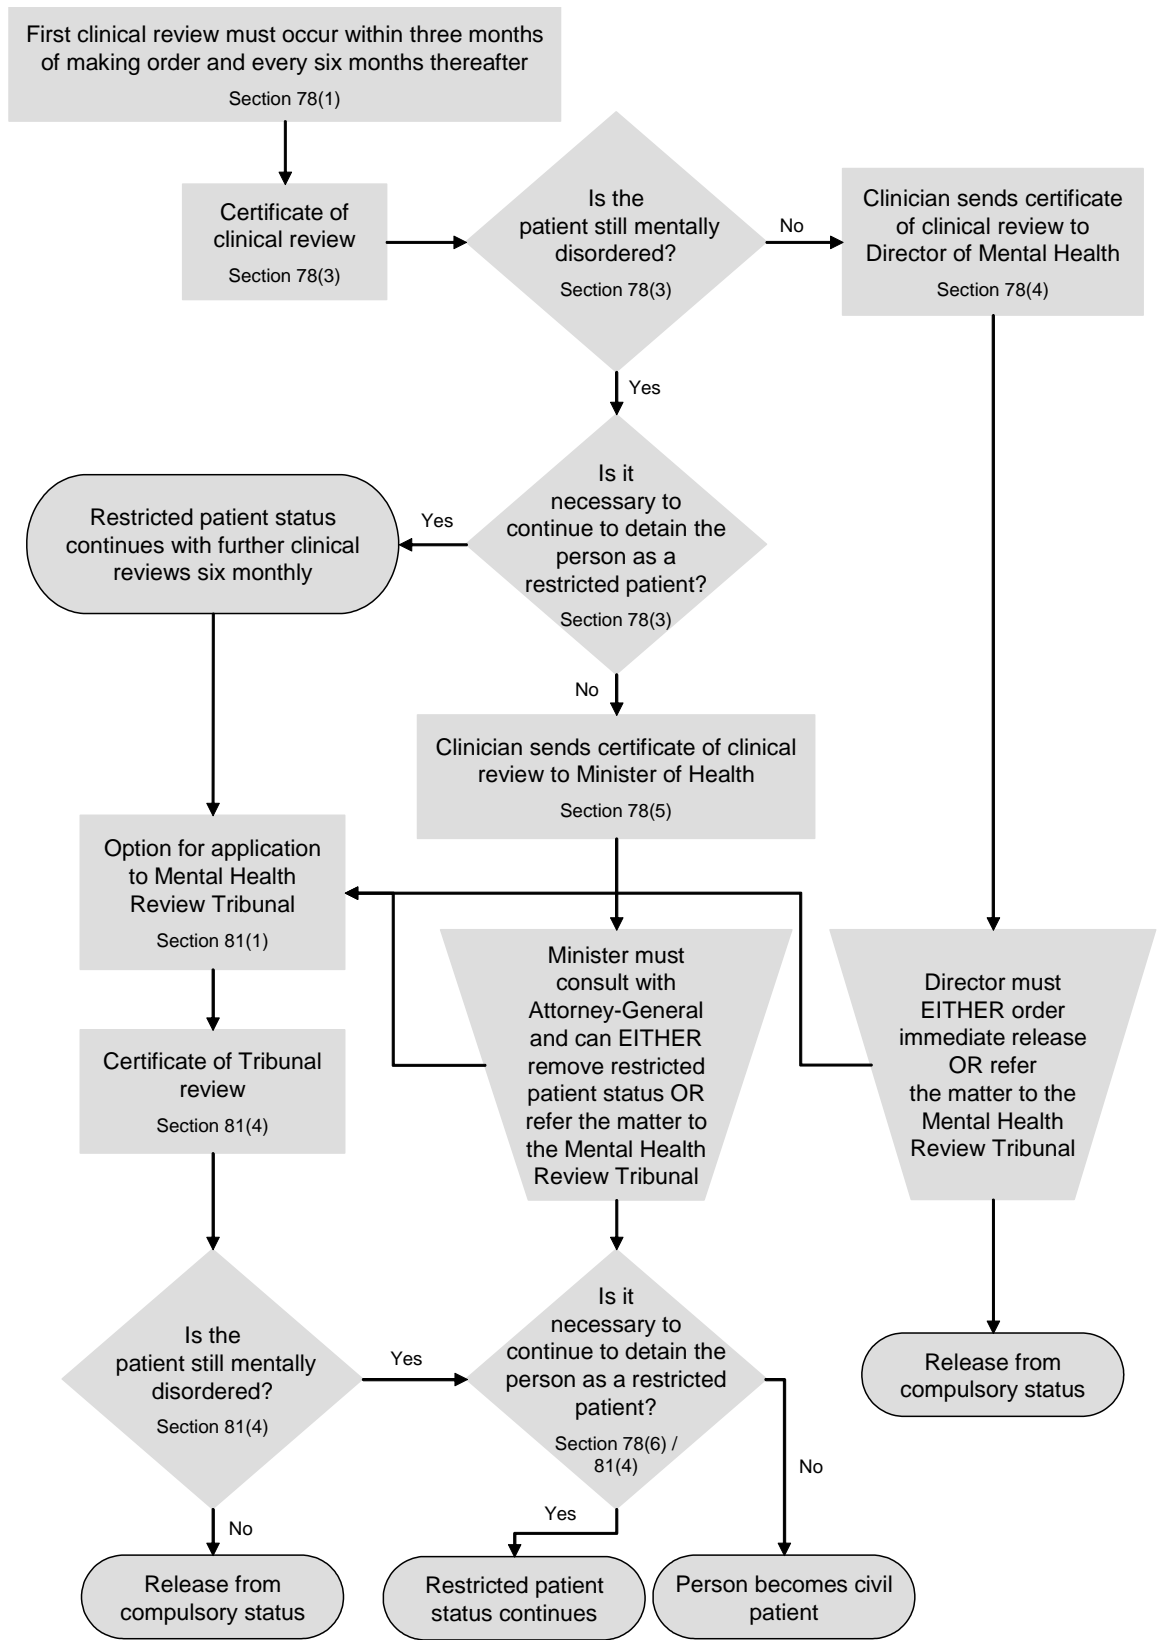 First clinical review must occur within three months
of making order and every six months thereafter
Section 78(1)
Certificate of
clinical review
Section 78(3)
Is the
patient still mentally
disordered?
Section 78(3)
No
Clinician sends certificate
of clinical review to
Director of Mental Health
Section 78(4)
Yes
Is it
necessary to
continue to detain the
person as a
restricted patient?
Section 78(3)
Yes
Restricted patient status
continues with further clinical
reviews six monthly
No
Clinician sends certificate of clinical
review to Minister of Health
Section 78(5)
Option for application
to Mental Health
Review Tribunal
Section 81(1)
Minister must
consult with
Attorney-General
and can EITHER
remove restricted
patient status OR
refer the matter to
the Mental Health
Review Tribunal
Director must
EITHER order
immediate release
OR refer
the matter to the
Mental Health
Review Tribunal
Certificate of Tribunal
review
Section 81(4)
Is the
patient still mentally
disordered?
Section 81(4)
Yes
Is it
necessary to
continue to detain the
person as a restricted
patient?
Section 78(6) /
81(4)
Release from
compulsory status
No
Yes
No
Release from
compulsory status
Restricted patient
status continues
Person becomes civil
patient